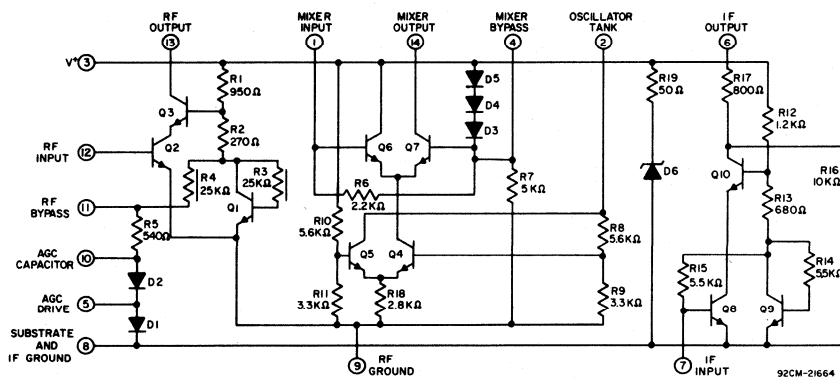 RF
OUTPUT
13
MIXER
INPUT
1
MIXER
OUTPUT
14
MIXER
BYPASS
4
OSCILLATOR
TANK
2
IF
OUTPUT
6
V+ 3
R1
950Ω
Q3
R2
270Ω
RF
INPUT
12
Q2
R4
25KΩ
R3
25KΩ
Q1
RF
BYPASS
11
R5
540Ω
AGC
CAPACITOR
10
D2
AGC
DRIVE
5
D1
SUBSTRATE
AND
IF GROUND
8
D5
D4
D3
Q6
Q7
R6
2.2KΩ
R7
5KΩ
R10
5.6KΩ
Q5
Q4
R8
5.6KΩ
R11
3.3KΩ
R18
2.8KΩ
R9
3.3KΩ
9
RF
GROUND
R19
50Ω
D6
R17
800Ω
R12
1.2KΩ
Q10
R16
10KΩ
R13
680Ω
R15
5.5KΩ
R14
5.5KΩ
Q8
Q9
7
IF
INPUT
92CM-21664